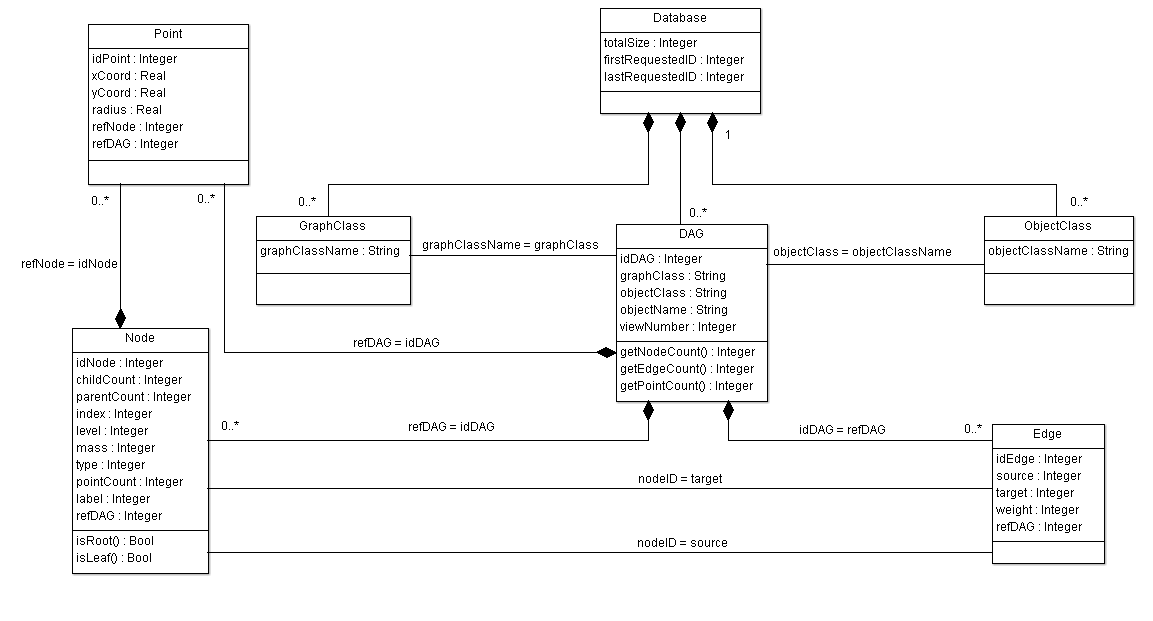 Point
idPoint : Integer
xCoord : Real
yCoord : Real
radius : Real
refNode : Integer
refDAG : Integer
Database
totalSize : Integer
firstRequestedID : Integer
lastRequestedID : Integer
1
0..*
0..*
0..*
0..*
0..*
GraphClass
graphClassName : String
graphClassName = graphClass
DAG
idDAG : Integer
graphClass : String
objectClass : String
objectName : String
viewNumber : Integer
getNodeCount() : Integer
getEdgeCount() : Integer
getPointCount() : Integer
objectClass = objectClassName
ObjectClass
objectClassName : String
refNode = idNode
refDAG = idDAG
Node
idNode : Integer
childCount : Integer
parentCount : Integer
index : Integer
level : Integer
mass : Integer
type : Integer
pointCount : Integer
label : Integer
refDAG : Integer
isRoot() : Bool
isLeaf() : Bool
0..*
refDAG = idDAG
idDAG = refDAG
0..*
nodeID = target
nodeID = source
Edge
idEdge : Integer
source : Integer
target : Integer
weight : Integer
refDAG : Integer